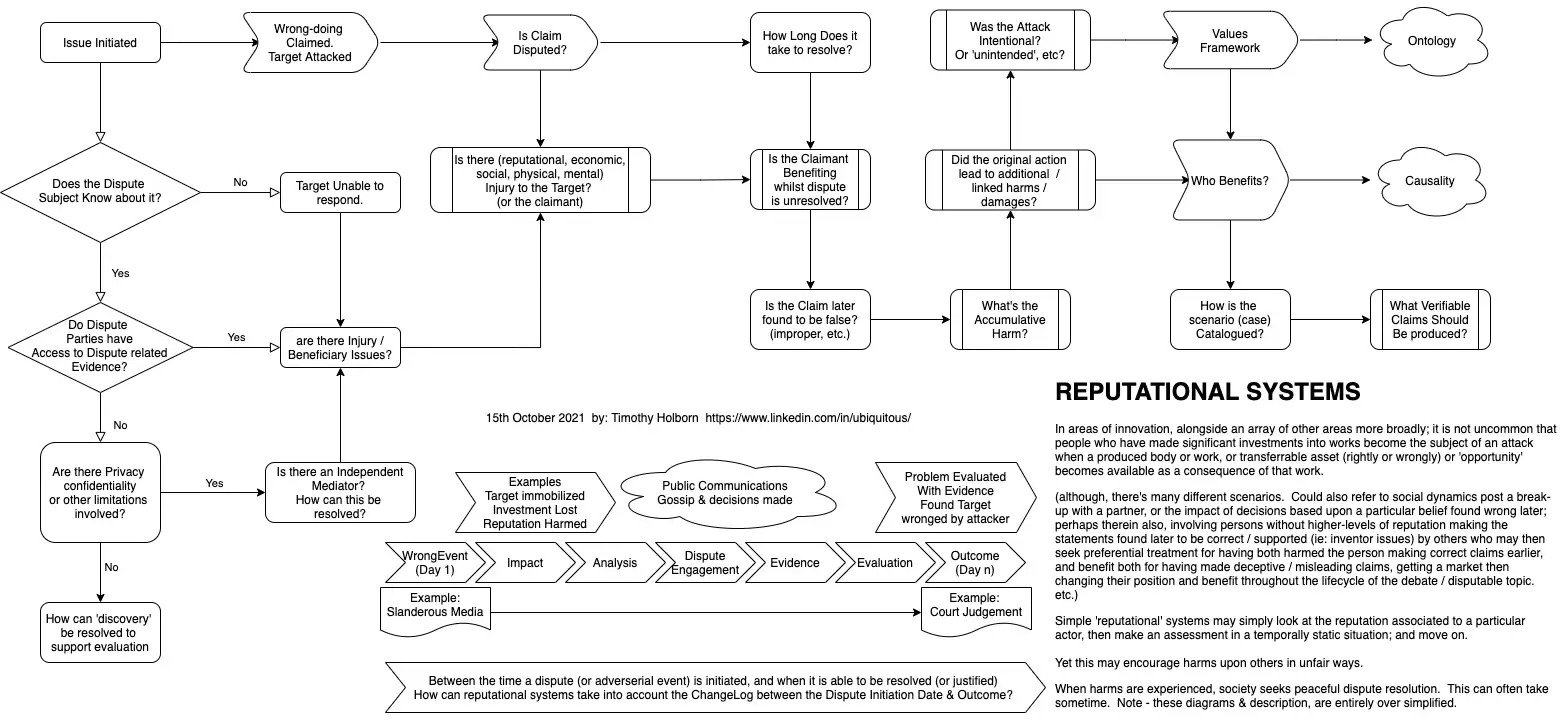 Issue Initiated
Wrong-doing
Claimed.
Target Attacked
Is Claim
Disputed?
How Long Does it
take to resolve?
Was the Attack
Intentional?
Or 'unintended', etc?
Values
Framework
Ontology
Does the Dispute
Subject Know about it?
No
Target Unable to
respond.
Is there (reputational, economic,
social, physical, mental)
Injury to the Target?
(or the claimant)
Is the Claimant
Benefiting
whilst dispute
is unresolved?
Did the original action
lead to additional /
linked harms /
damages?
Who Benefits?
Causality
Yes
Do Dispute
Parties have
Access to Dispute related
Evidence?
Yes
are there Injury /
Beneficiary Issues?
Is the Claim later
found to be false?
(improper, etc.)
What's the
Accumulative
Harm?
How is the
scenario (case)
Catalogued?
What Verifiable
Claims Should
Be produced?
No
Are there Privacy
confidentiality
or other limitations
involved?
Yes
Is there an Independent
Mediator?
How can this be
resolved?
No
How can 'discovery'
be resolved to
support evaluation
15th October 2021 by: Timothy Holborn https://www.linkedin.com/in/ubiquitous/
Examples
Target immobilized
Investment Lost
Reputation Harmed
Public Communications
Gossip & decisions made
Problem Evaluated
With Evidence
Found Target
wronged by attacker
WrongEvent
(Day 1)
Impact
Analysis
Dispute
Engagement
Evidence
Evaluation
Outcome
(Day n)
Example:
Slanderous Media
Example:
Court Judgement
Between the time a dispute (or adverserial event) is initiated, and when it is able to be resolved (or justified)
How can reputational systems take into account the ChangeLog between the Dispute Initiation Date & Outcome?
REPUTATIONAL SYSTEMS
In areas of innovation, alongside an array of other areas more broadly; it is not uncommon that
people who have made significant investments into works become the subject of an attack
when a produced body or work, or transferrable asset (rightly or wrongly) or 'opportunity'
becomes available as a consequence of that work.
(although, there's many different scenarios. Could also refer to social dynamics post a break-
up with a partner, or the impact of decisions based upon a particular belief found wrong later;
perhaps therein also, involving persons without higher-levels of reputation making the
statements found later to be correct / supported (ie: inventor issues) by others who may then
seek preferential treatment for having both harmed the person making correct claims earlier,
and benefit both for having made deceptive / misleading claims, getting a market then
changing their position and benefit throughout the lifecycle of the debate / disputable topic.
etc.)
Simple 'reputational' systems may simply look at the reputation associated to a particular
actor, then make an assessment in a temporally static situation; and move on.
Yet this may encourage harms upon others in unfair ways.
When harms are experienced, society seeks peaceful dispute resolution. This can often take
sometime. Note - these diagrams & description, are entirely over simplified.